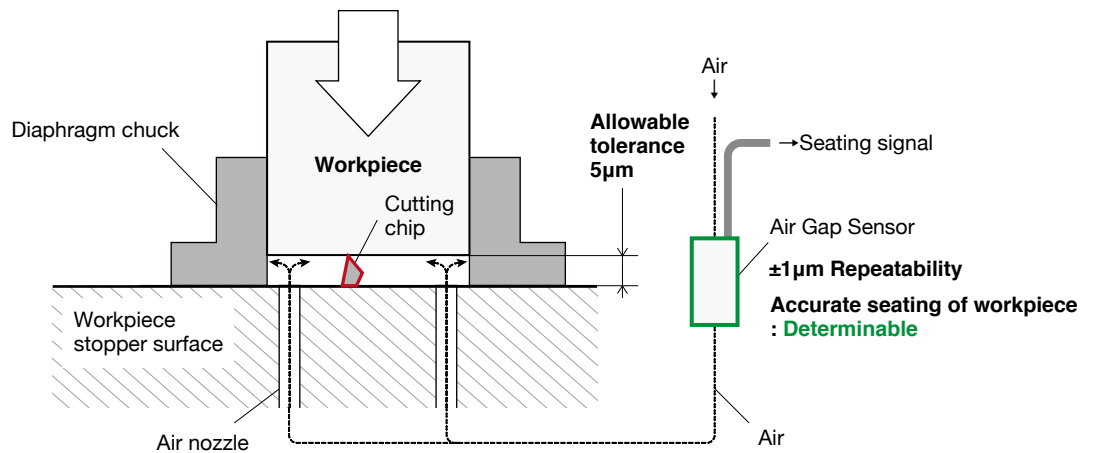 Air
Diaphragm chuck
Allowable
tolerance
5µm
→Seating signal
Workpiece
Cutting
chip
Air Gap Sensor
±1µm Repeatability
Accurate seating of workpiece
: Determinable
Workpiece
stopper surface
Air nozzle
Air